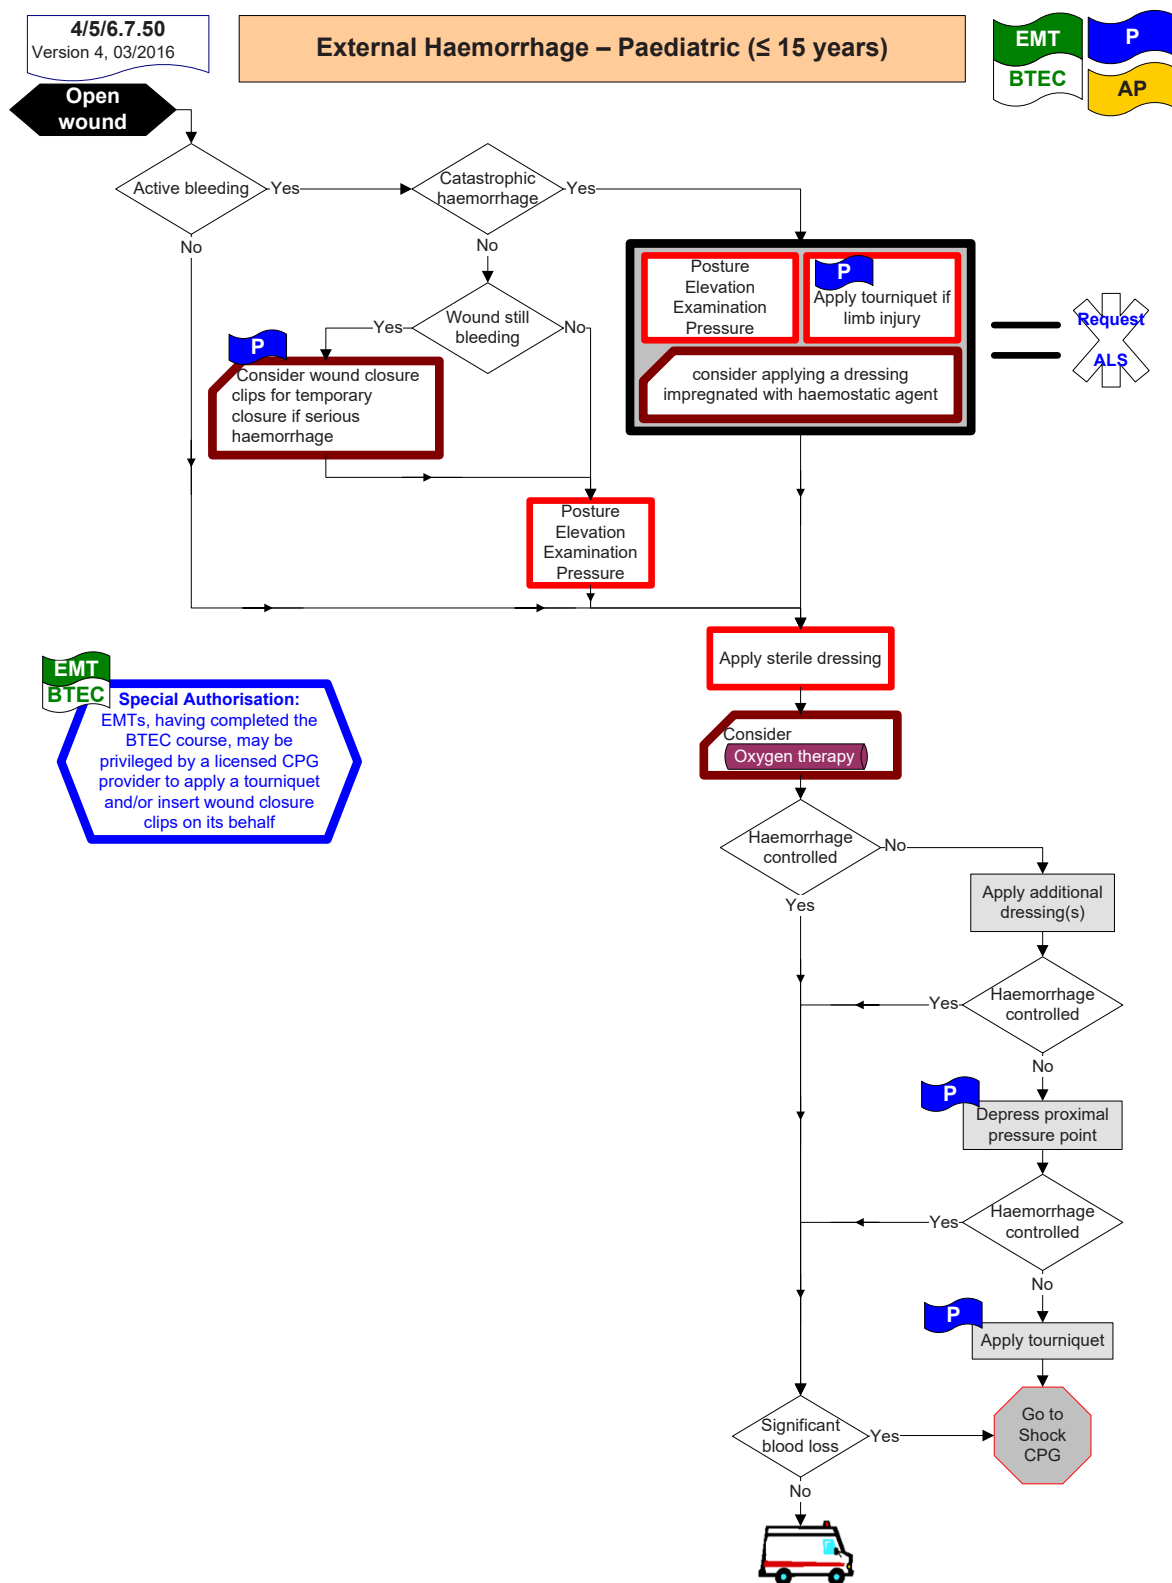 4/5/6.7.50
Version 4, 03/2016
External Haemorrhage – Paediatric (≤ 15 years)
EMT
P
BTEC
AP
Open
wound
Active bleeding
Yes
Catastrophic
haemorrhage
Yes
No
No
Posture
Elevation
Examination
Pressure
P
Apply tourniquet if
limb injury
Request
ALS
Wound still
bleeding
Yes
No
P
Consider wound closure
clips for temporary
closure if serious
haemorrhage
consider applying a dressing
impregnated with haemostatic agent
Posture
Elevation
Examination
Pressure
Apply sterile dressing
EMT
BTEC
Special Authorisation:
EMTs, having completed the
BTEC course, may be
privileged by a licensed CPG
provider to apply a tourniquet
and/or insert wound closure
clips on its behalf
Consider
Oxygen therapy
Haemorrhage
controlled
No
Yes
Apply additional
dressing(s)
Haemorrhage
controlled
Yes
No
P
Depress proximal
pressure point
Haemorrhage
controlled
Yes
No
P
Apply tourniquet
Significant
blood loss
Yes
Go to
Shock
CPG
No